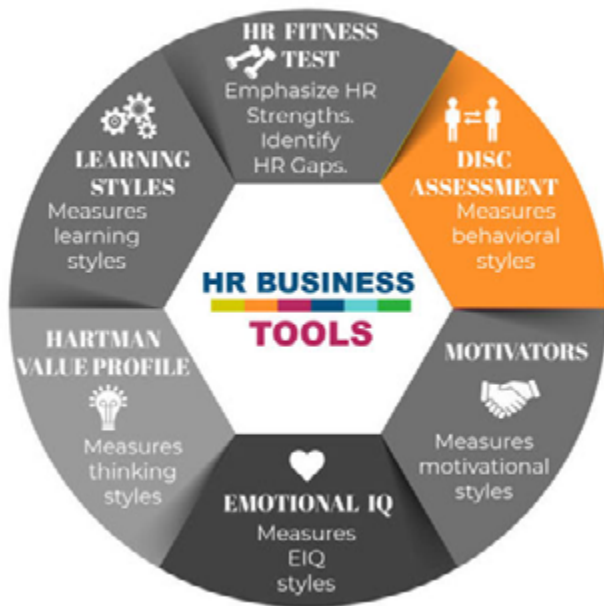 HR FITNESS
TEST
Emphasize HR
Strengths.
Identify
HR Gaps.
DISC
ASSESSMENT
Measures
behavioral
styles
MOTIVATORS
Measures
motivational
styles
EMOTIONAL IQ
Measures
EIQ
styles
HARTMAN
VALUE PROFILE
Measures
thinking
styles
LEARNING
STYLES
Measures
learning
styles
HR BUSINESS
TOOLS